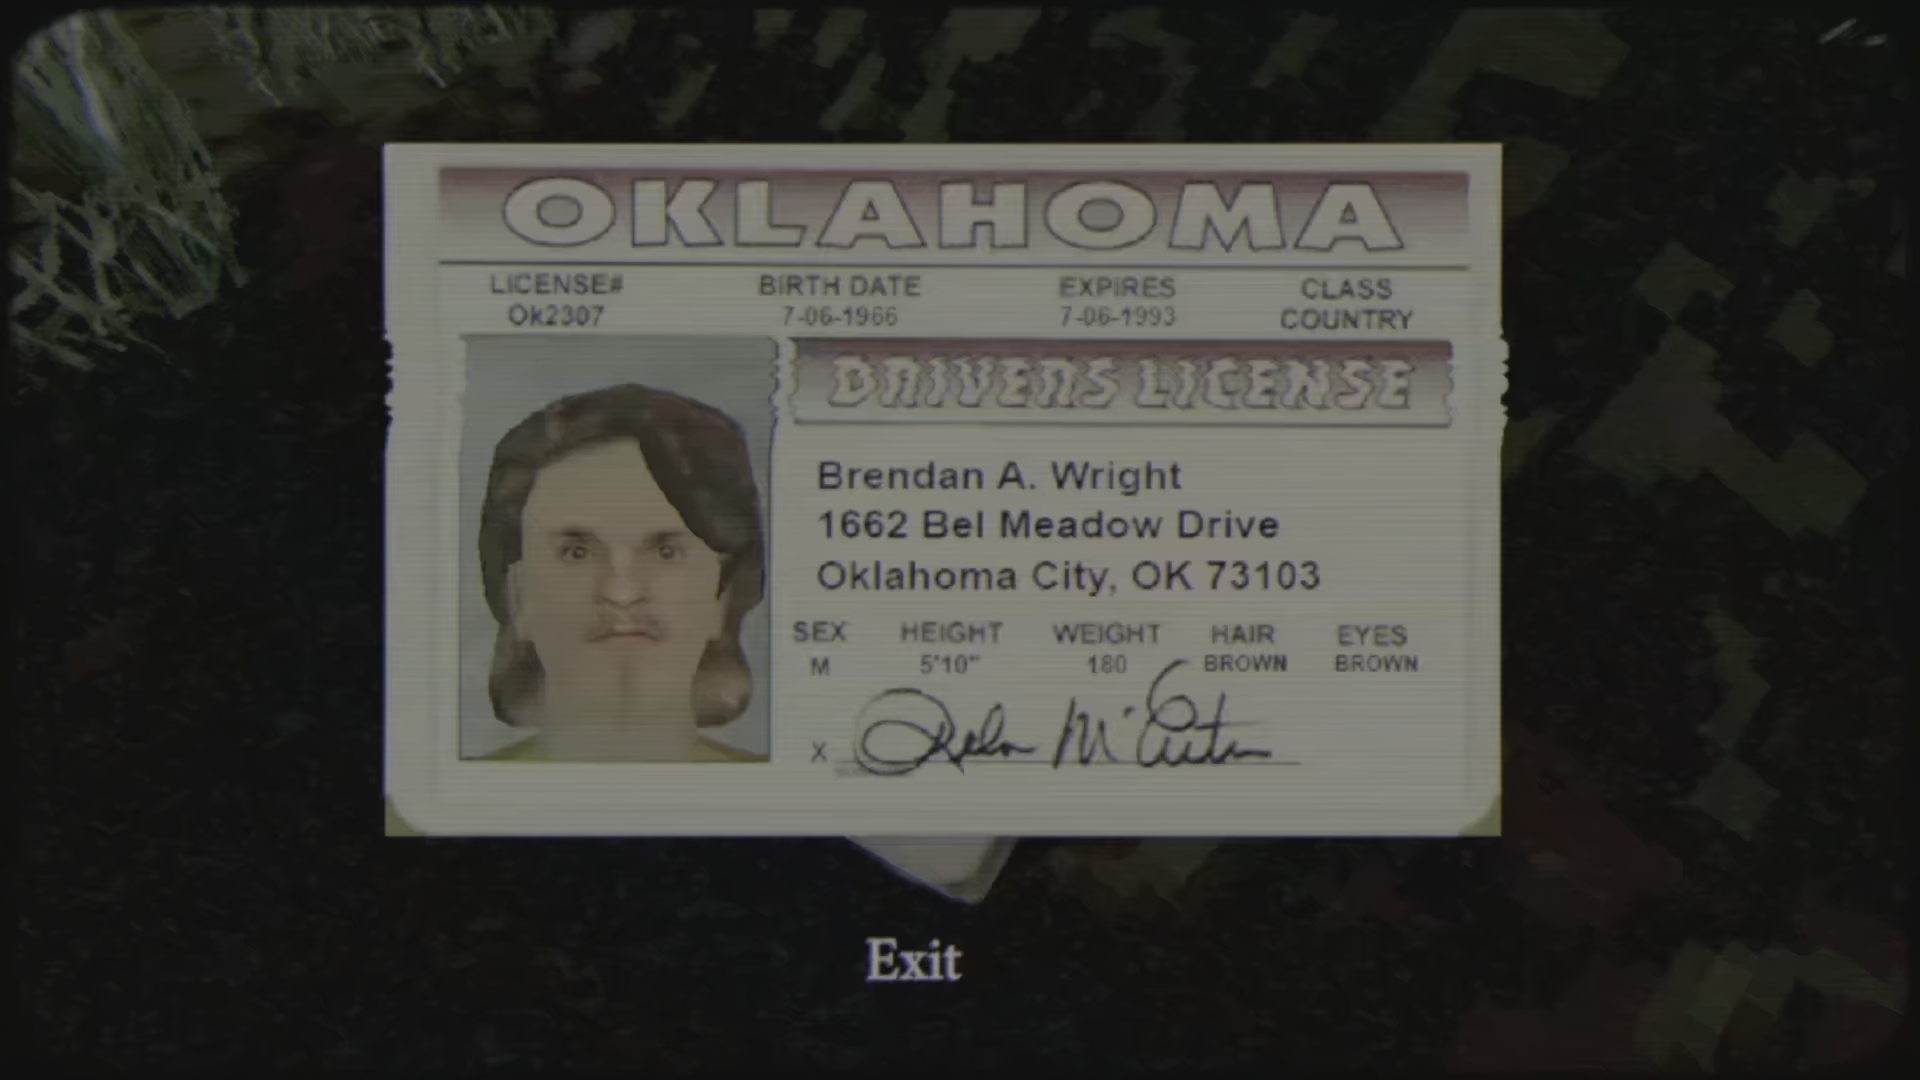 OKLAHOMA
LICENSE# BIRTH DATE EXPIRES CLASS
Ok2307 7-06-1966 7-06-1993 COUNTRY
DRIVERS LICENSE
Brendan A. Wright
1662 Bel Meadow Drive
Oklahoma City, OK 73103
SEX HEIGHT WEIGHT HAIR EYES
M 5'10" 180 BROWN BROWN
X
Exit